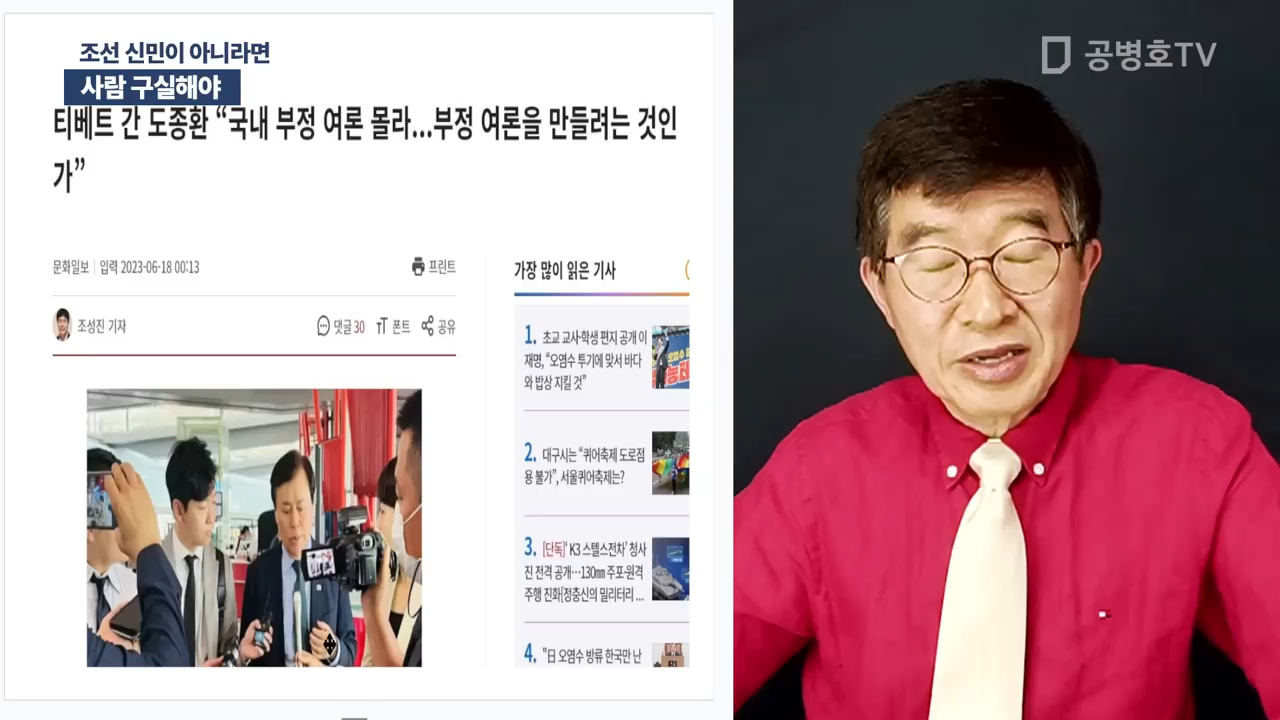 조선 신민이 아니라면
사람 구실해야
공병호TV
티베트 간 도종환 “국내 부정 여론 몰라...부정 여론을 만들려는 것인
가”
문화일보 | 입력 2023-06-18 00:13
프린트
조성진 기자
댓글 30
폰트
공유
가장 많이 읽은 기사
1. 초교 교사·학생 편지 공개 이
재명, “오염수 투기에 맞서 바다
와 밥상 지킬 것”
2. 대구시는 “퀴어축제 도로점
용 불가”, 서울퀴어축제는?
3. [단독]‘K3 스텔스전차’ 청사
진 전격 공개…130㎜ 주포·원격
주행 진화[정충신의 밀리터리 ...
4. "日 오염수 방류 한국만 난